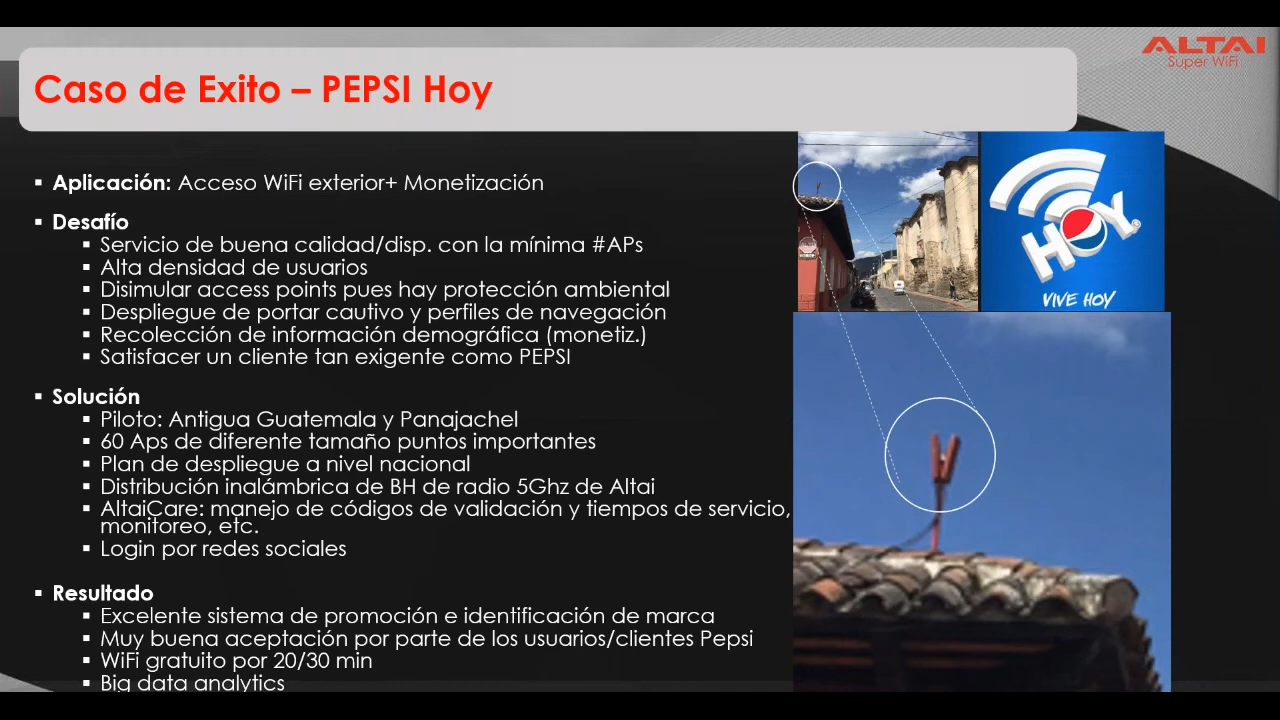 ALTAI
Super WiFi
Caso de Exito – PEPSI Hoy
▪ Aplicación: Acceso WiFi exterior+ Monetización
▪ Desafío
▪ Servicio de buena calidad/disp. con la mínima #APs
▪ Alta densidad de usuarios
▪ Disimular access points pues hay protección ambiental
▪ Despliegue de portar cautivo y perfiles de navegación
▪ Recolección de información demográfica (monetiz.)
▪ Satisfacer un cliente tan exigente como PEPSI
▪ Solución
▪ Piloto: Antigua Guatemala y Panajachel
▪ 60 Aps de diferente tamaño puntos importantes
▪ Plan de despliegue a nivel nacional
▪ Distribución inalámbrica de BH de radio 5Ghz de Altai
▪ AltaiCare: manejo de códigos de validación y tiempos de servicio,
monitoreo, etc.
▪ Login por redes sociales
▪ Resultado
▪ Excelente sistema de promoción e identificación de marca
▪ Muy buena aceptación por parte de los usuarios/clientes Pepsi
▪ WiFi gratuito por 20/30 min
▪ Big data analytics
HOY
VIVE HOY